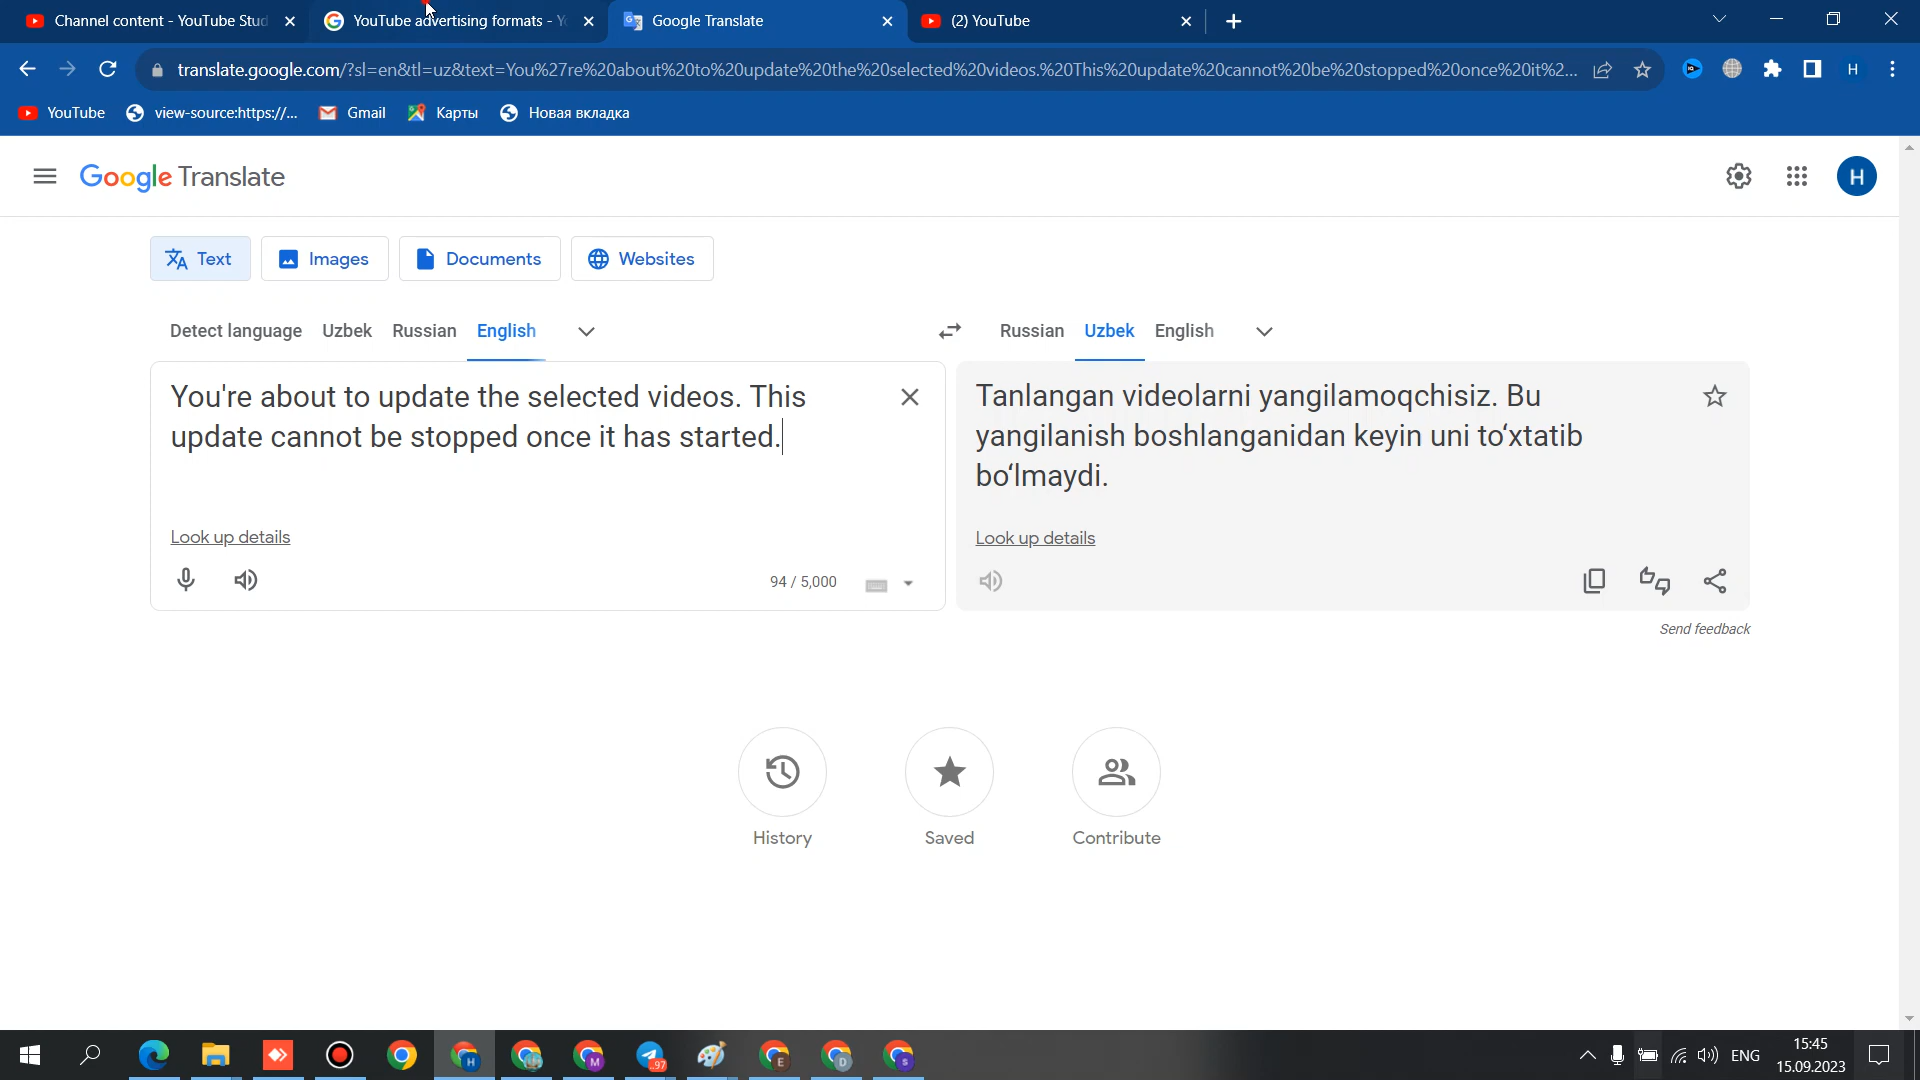 Channel content - YouTube Stud
YouTube advertising formats - Y
Google Translate
(2) YouTube
translate.google.com/?sl=en&tl=uz&text=You%27re%20about%20to%20update%20the%20selected%20videos.%20This%20update%20cannot%20be%20stopped%20once%20it%2...
H
YouTube
view-source:https://...
Gmail
Карты
Новая вкладка
Google Translate
H
Text
Images
Documents
Websites
Detect language
Uzbek
Russian
English
Russian
Uzbek
English
You're about to update the selected videos. This
update cannot be stopped once it has started.
Tanlangan videolarni yangilamoqchisiz. Bu
yangilanish boshlanganidan keyin uni toʻxtatib
boʻlmaydi.
Look up details
Look up details
94 / 5,000
Send feedback
History
Saved
Contribute
H
M
97
E
D
S
ENG
15:45
15.09.2023